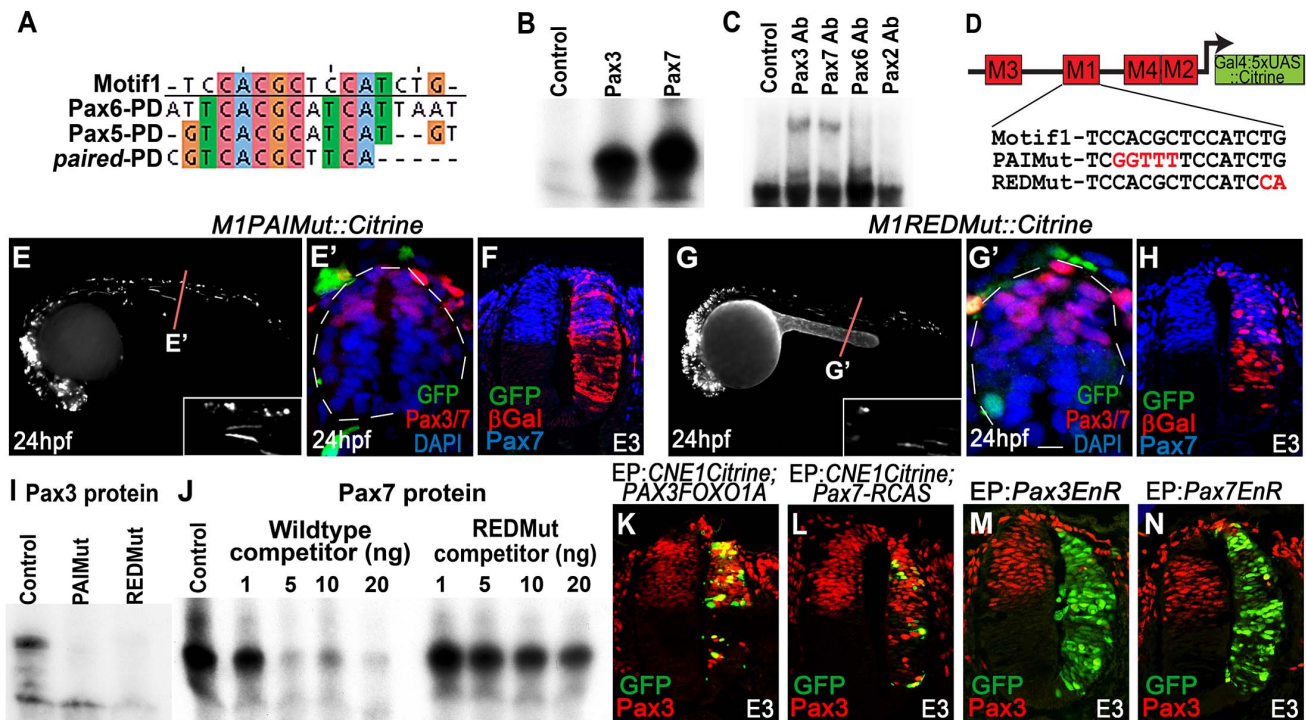 A
Motif1 -TCCACGCTCCATCTG-
Pax6-PD ATTCACGCATCATTAAT
Pax5-PD -GTCACGCATCAT--GT
paired-PD CGTCACGCTTCA-----
B
Control
Pax3
Pax7
C
Control
Pax3 Ab
Pax7 Ab
Pax6 Ab
Pax2 Ab
D
M3 M1 M4 M2
Gal4:5xUAS
::Citrine
Motif1-TCCACGCTCCATCTG
PAIMut-TCGGTTTTCCATCTG
REDMut-TCCACGCTCCATCCA
M1PAIMut::Citrine
E
E’
24hpf
E’
GFP
Pax3/7
24hpf DAPI
F
GFP
βGal
Pax7 E3
M1REDMut::Citrine
G
G’
24hpf
G’
GFP
Pax3/7
24hpf DAPI
H
GFP
βGal
Pax7 E3
I Pax3 protein
Control
PAIMut
REDMut
J Pax7 protein
Control
Wildtype
competitor (ng)
1 5 10 20
REDMut
competitor (ng)
1 5 10 20
EP:CNE1Citrine;
PAX3FOXO1A
K
GFP
Pax3 E3
EP:CNE1Citrine;
Pax7-RCAS
L
GFP
Pax3 E3
EP:Pax3EnR
M
GFP
Pax3 E3
EP:Pax7EnR
N
GFP
Pax3 E3